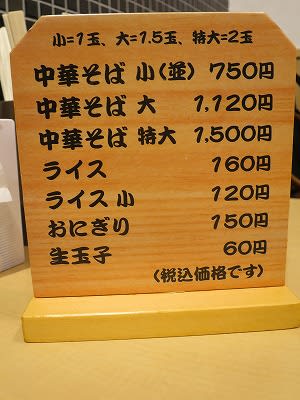 小=1玉、大=1.5玉、特大=2玉
中華そば 小(並) 750円
中華そば 大 1,120円
中華そば 特大 1,500円
ライス 160円
ライス 小 120円
おにぎり 150円
生玉子 60円
(税込価格です)